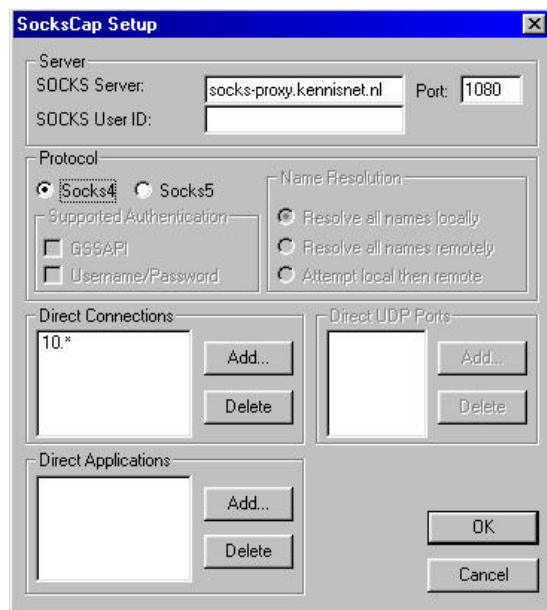 SocksCap Setup
Server
SOCKS Server: socks-proxy.kennisnet.nl Port: 1080
SOCKS User ID:
Protocol
Socks4 Socks5
Supported Authentication
GSSAPI
Username/Password
Name Resolution
Resolve all names locally
Resolve all names remotely
Attempt local then remote
Direct Connections
10.*
Add...
Delete
Direct UDP Ports
Add...
Delete
Direct Applications
Add...
Delete
OK
Cancel